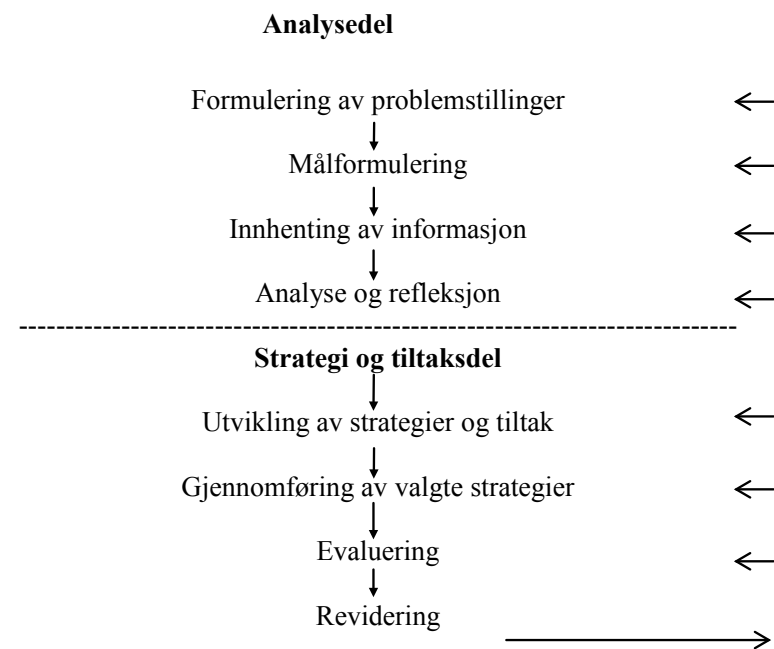 Analysedel
Formulering av problemstillinger
Målformulering
Innhenting av informasjon
Analyse og refleksjon
Strategi og tiltaksdel
Utvikling av strategier og tiltak
Gjennomføring av valgte strategier
Evaluering
Revidering